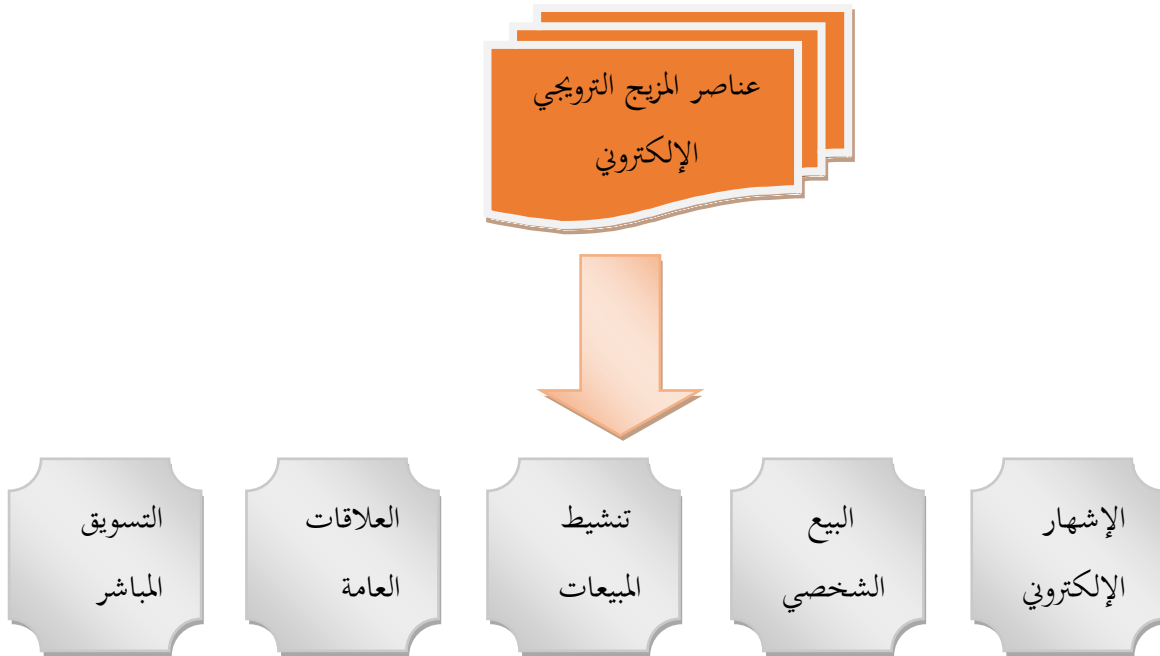 عناصر المزيج الترويجي
الإلكتروني
الإشهار
الإلكتروني
البيع
الشخصي
تنشيط
المبيعات
العلاقات
العامة
التسويق
المباشر